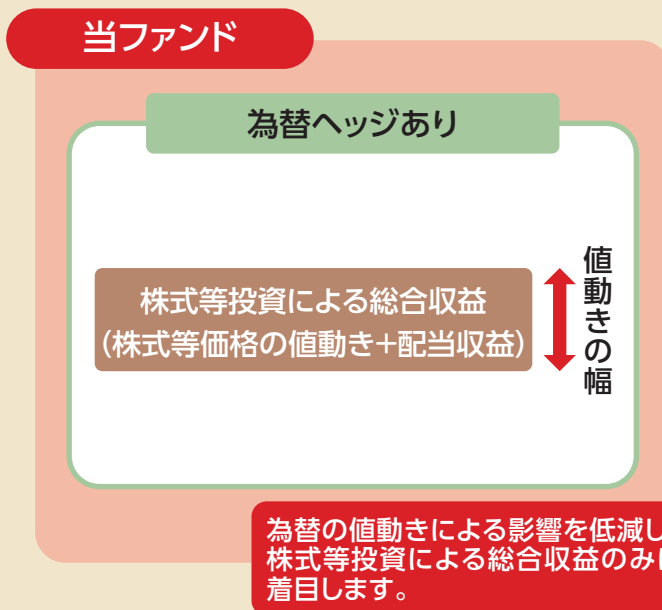 当ファンド
為替ヘッジあり
株式等投資による総合収益
(株式等価格の値動き+配当収益)
値動きの幅
為替の値動きによる影響を低減し
株式等投資による総合収益のみ
着目します。